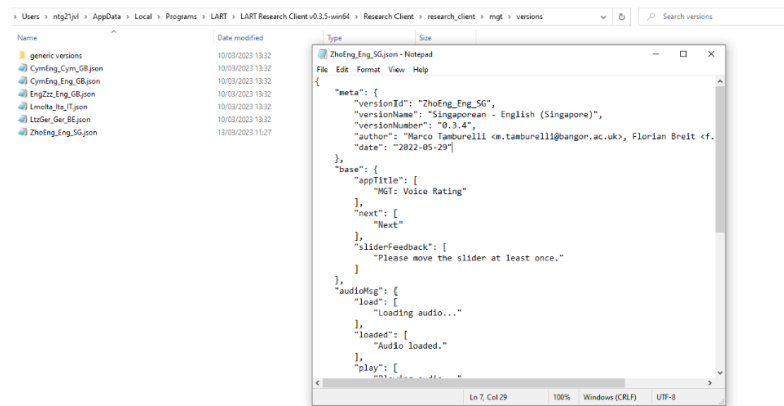 Users > ntg21jvl > AppData > Local > Programs > LART > LART Research Client v0.3.5-win64 > Research Client > research_client > mgt > versions
Search versions
Name Date modified Type Size
generic versions 10/03/2023 13:32
CymEng_Cym_GB.json 10/03/2023 13:32
CymEng_Eng_GB.json 10/03/2023 13:32
EngZzz_Eng_GB.json 10/03/2023 13:32
LmoIta_Ita_IT.json 10/03/2023 13:32
LtzGer_Ger_BE.json 10/03/2023 13:32
ZhoEng_Eng_SG.json 13/03/2023 11:27
ZhoEng_Eng_SG.json - Notepad
File Edit Format View Help
{
"meta": {
"versionId": "ZhoEng_Eng_SG",
"versionName": "Singaporean - English (Singapore)",
"versionNumber": "0.3.4",
"author": "Marco Tamburelli <m.tamburelli@bangor.ac.uk>, Florian Breit <f.
"date": "2022-05-29"
},
"base": {
"appTitle": [
"MGT: Voice Rating"
],
"next": [
"Next"
],
"sliderFeedback": [
"Please move the slider at least once."
]
},
"audioMsg": {
"load": [
"Loading audio..."
],
"loaded": [
"Audio loaded."
],
"play": [
Ln 7, Col 29 100% Windows (CRLF) UTF-8